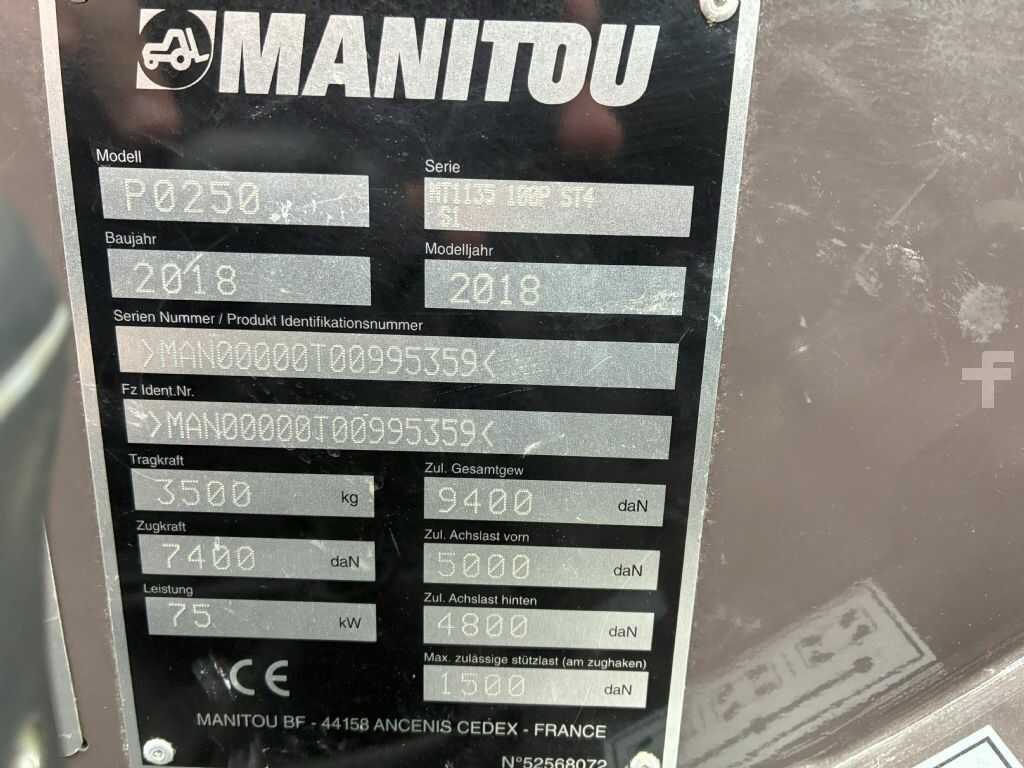 MANITOU
Modell
P0250
Serie
MT1135 100P ST4
S1
Baujahr
2018
Modelljahr
2018
Serien Nummer / Produkt Identifikationsnummer
>MAN00000T00995359<
Fz Ident.Nr.
>MAN00000T00995359<
Tragkraft
3500 kg
Zul. Gesamtgew
9400 daN
Zugkraft
7400 daN
Zul. Achslast vorn
5000 daN
Leistung
75 kW
Zul. Achslast hinten
4800 daN
Max. zulässige stützlast (am zughaken)
1500 daN
CE
MANITOU BF - 44158 ANCENIS CEDEX - FRANCE
N°52568072
f